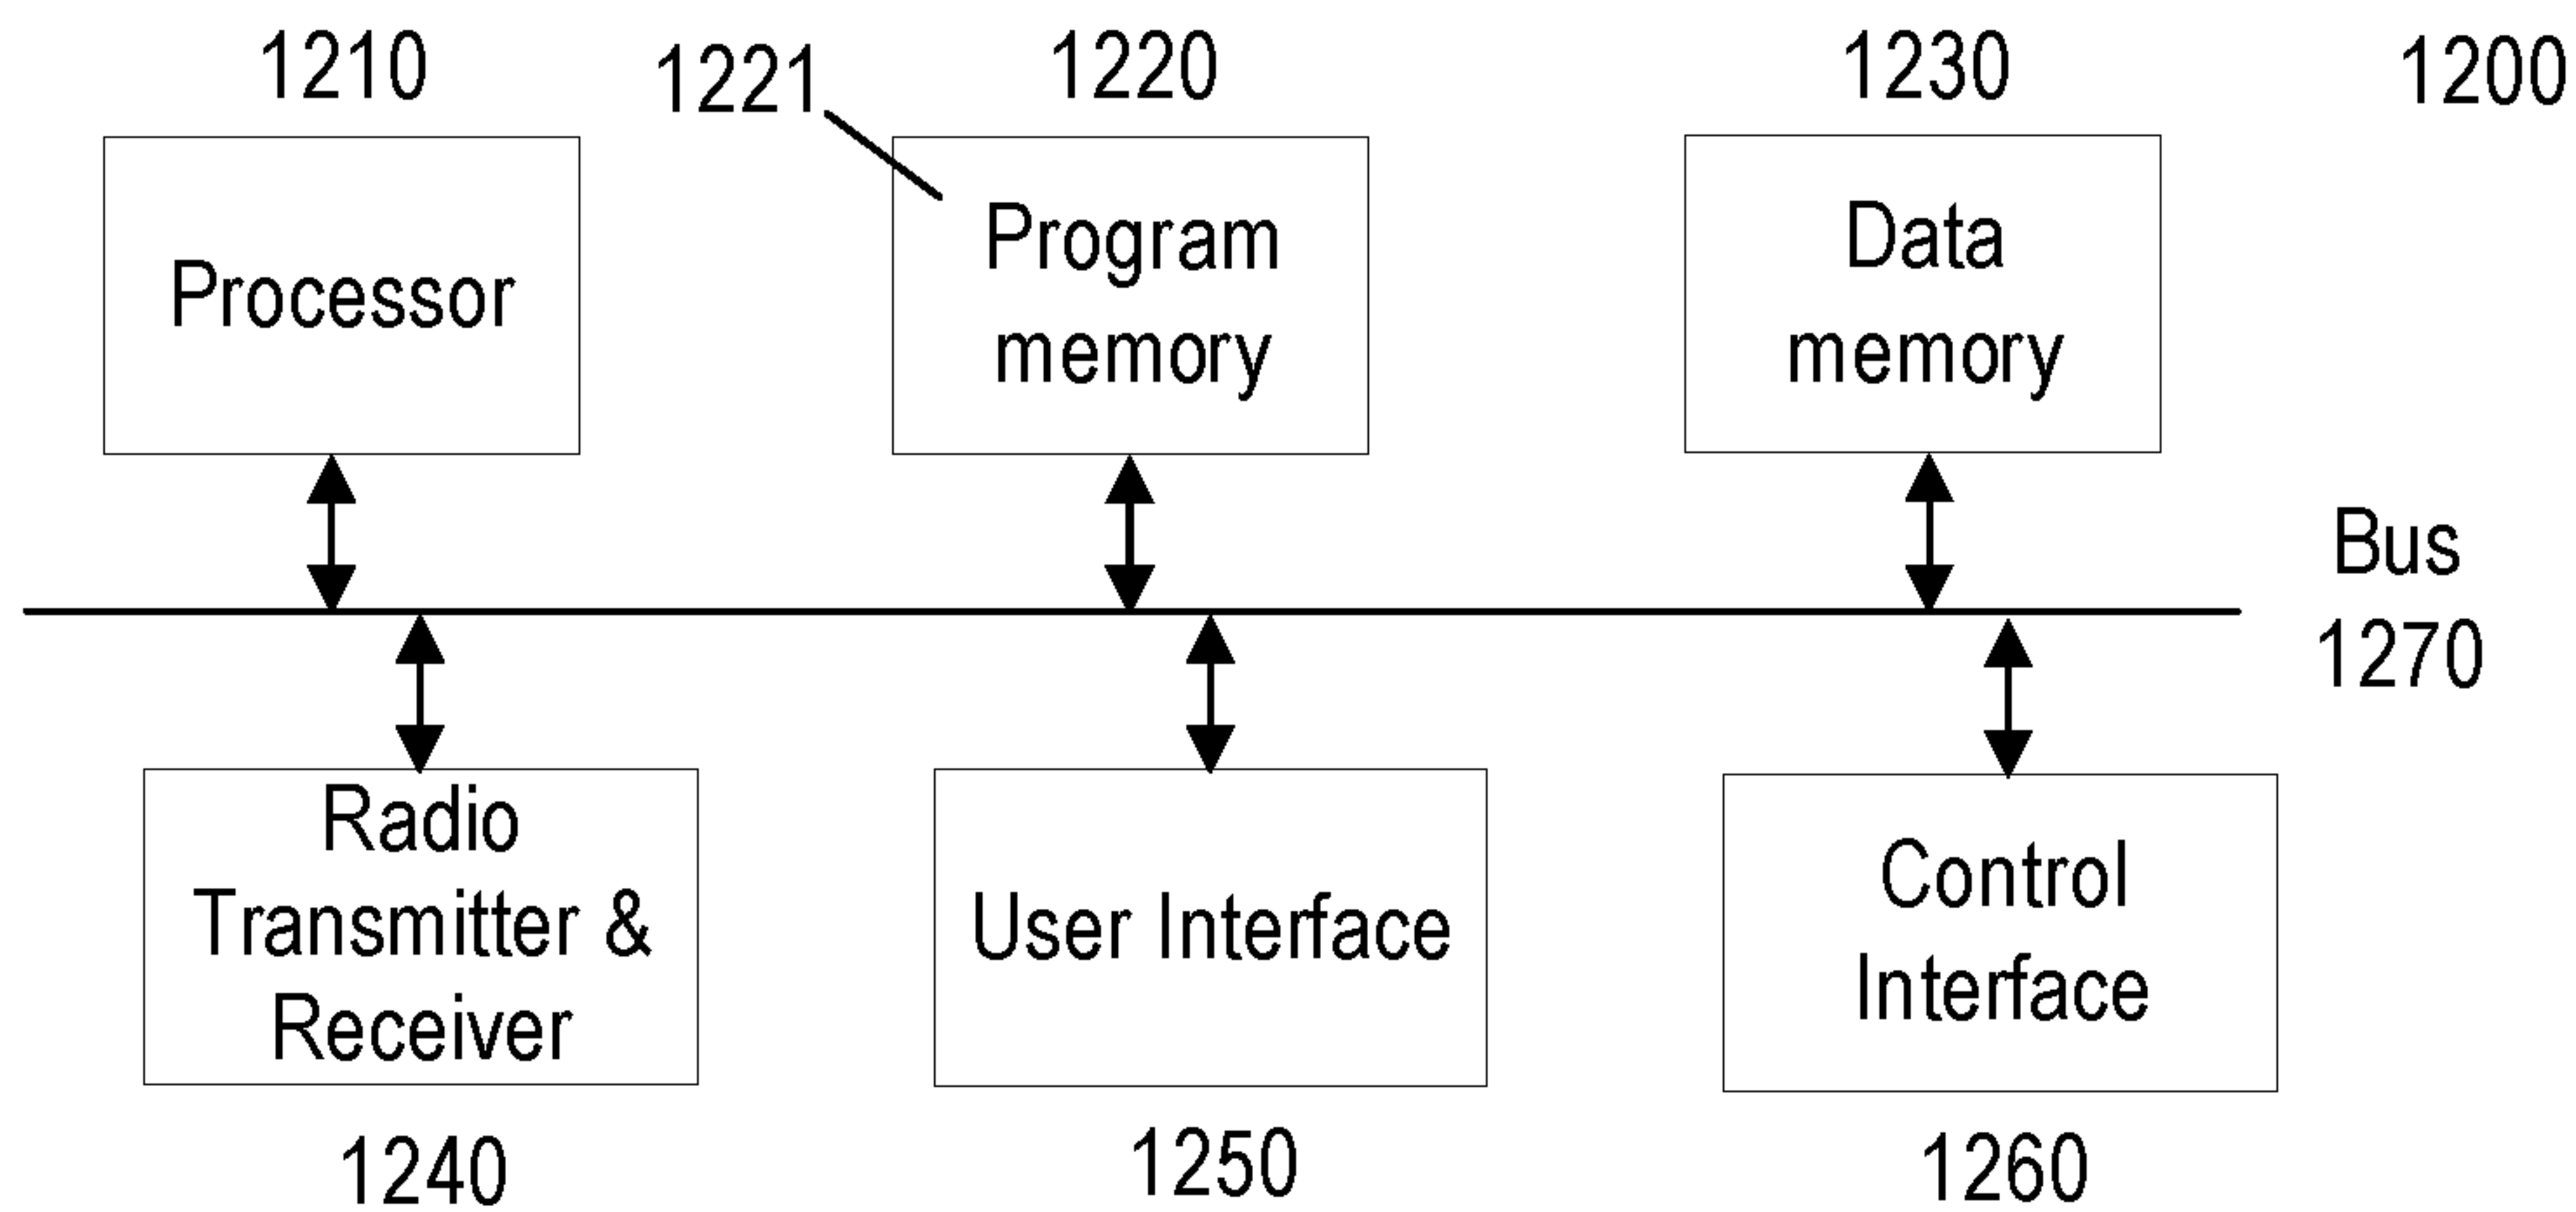 1210
1221
1220
1230
1200
Processor
Program
memory
Data
memory
Bus
1270
Radio
Transmitter &
Receiver
User Interface
Control
Interface
1240
1250
1260